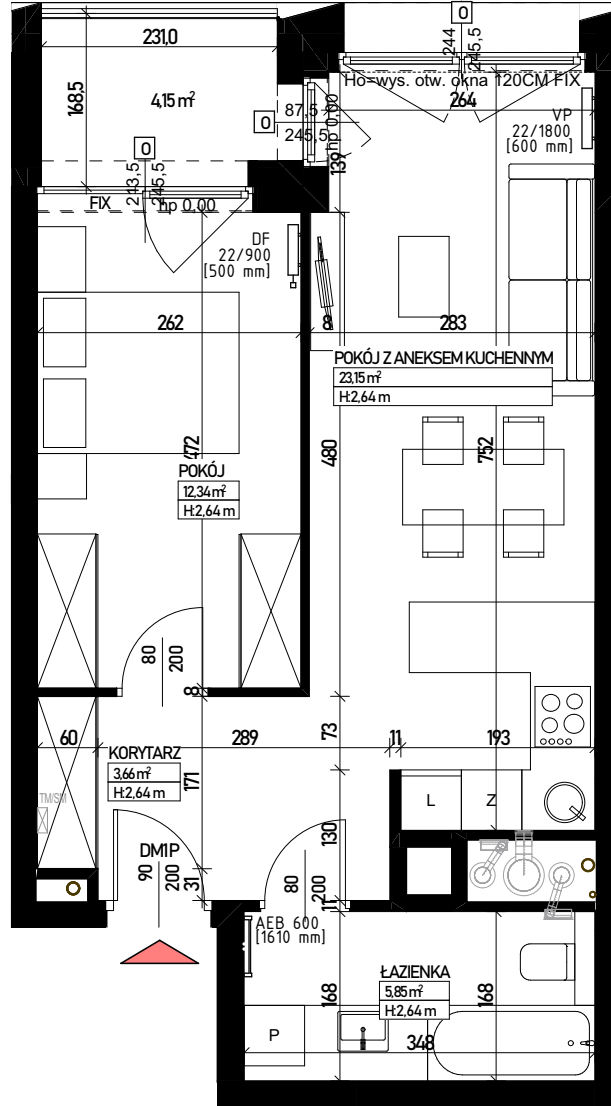 0
231,0
244
245,5
168,5
4,15 m²
Ho=wys. otw. okna 120CM FIX
264
0
87,5
245,5
hp 0,00
VP
22/1800
[600 mm]
0
139
243,5
245,5
FIX
hp 0,00
DF
22/900
[500 mm]
262
8
283
POKÓJ Z ANEKSEM KUCHENNYM
23,15 m²
H:2,64 m
472
480
752
POKÓJ
12,34 m²
H:2,64 m
80
200
8
60
289
73
11
193
KORYTARZ
3,66 m²
H:2,64 m
171
TM/SM
L
Z
DM1P
90
200
31
130
80
200
11
AEB 600
[1610 mm]
ŁAZIENKA
5,85 m²
H:2,64 m
168
168
P
348